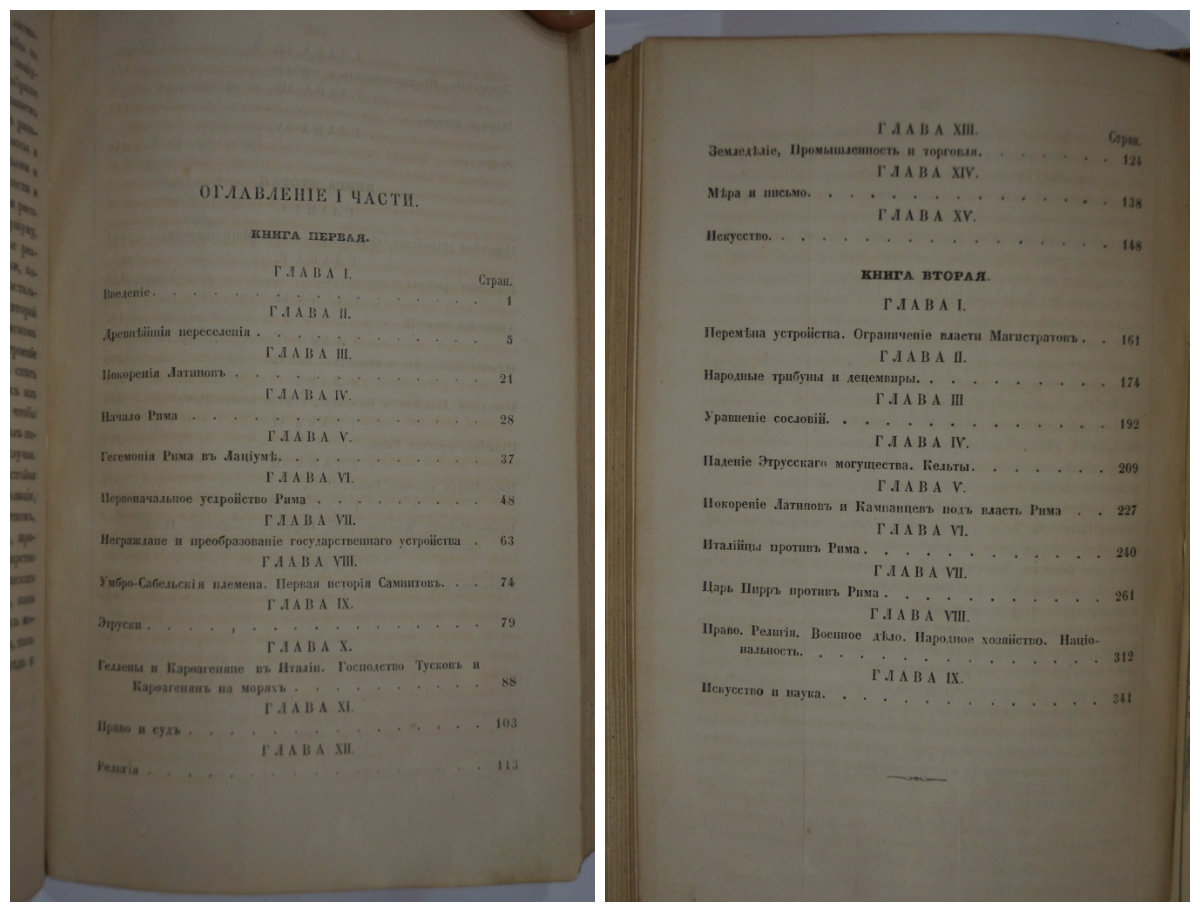 ОГЛАВЛЕНІЕ I ЧАСТИ.
КНИГА ПЕРВАЯ.
ГЛАВА I.
Стран.
Введеніе . . . . . . . . . . . . 1
ГЛАВА II.
Древнѣйшія переселенія . . . . . . . . 5
ГЛАВА III.
Покоренія Латиновъ . . . . . . . . . 21
ГЛАВА IV.
Начало Рима . . . . . . . . . . . 28
ГЛАВА V.
Гегемонія Рима въ Лаціумѣ. . . . . . . . 37
ГЛАВА VI.
Первоначальное устройство Рима . . . . . . . 48
ГЛАВА VII.
Неграждане и преобразованіе государственнаго устройства . 63
ГЛАВА VIII.
Умбро-Сабельскія племена. Первая исторія Самнитовъ. . . 74
ГЛАВА IX.
Этруски . . . . . . . . . . . . 79
ГЛАВА X.
Геллены и Карѳагеняне въ Италіи. Господство Тусковъ и
Карѳагенянъ на моряхъ . . . . . . . . 88
ГЛАВА XI.
Право и судъ . . . . . . . . . . . 103
ГЛАВА XII.
Религія . . . . . . . . . . . . 113
ГЛАВА XIII.
Стран.
Земледѣліе, Промышленность и торговля. . . . . . 124
ГЛАВА XIV.
Мѣра и письмо. . . . . . . . . . . 138
ГЛАВА XV.
Искусство. . . . . . . . . . . . 148
КНИГА ВТОРАЯ.
ГЛАВА I.
Перемѣна устройства. Ограниченіе власти Магистратовъ. . . 161
ГЛАВА II.
Народные трибуны и децемвиры. . . . . . . . 174
ГЛАВА III
Уравненіе сословій. . . . . . . . . . 192
ГЛАВА IV.
Паденіе Этрусскаго могущества. Кельты. . . . . . 209
ГЛАВА V.
Покореніе Латиновъ и Кампанцевъ подъ власть Рима . . 227
ГЛАВА VI.
Италійцы противъ Рима . . . . . . . . . 240
ГЛАВА VII.
Царь Пирръ противъ Рима . . . . . . . . 261
ГЛАВА VIII.
Право. Религія. Военное дѣло. Народное хозяйство. Націо-
нальность. . . . . . . . . . . . 312
ГЛАВА IX.
Искусство и наука. . . . . . . . . . 341